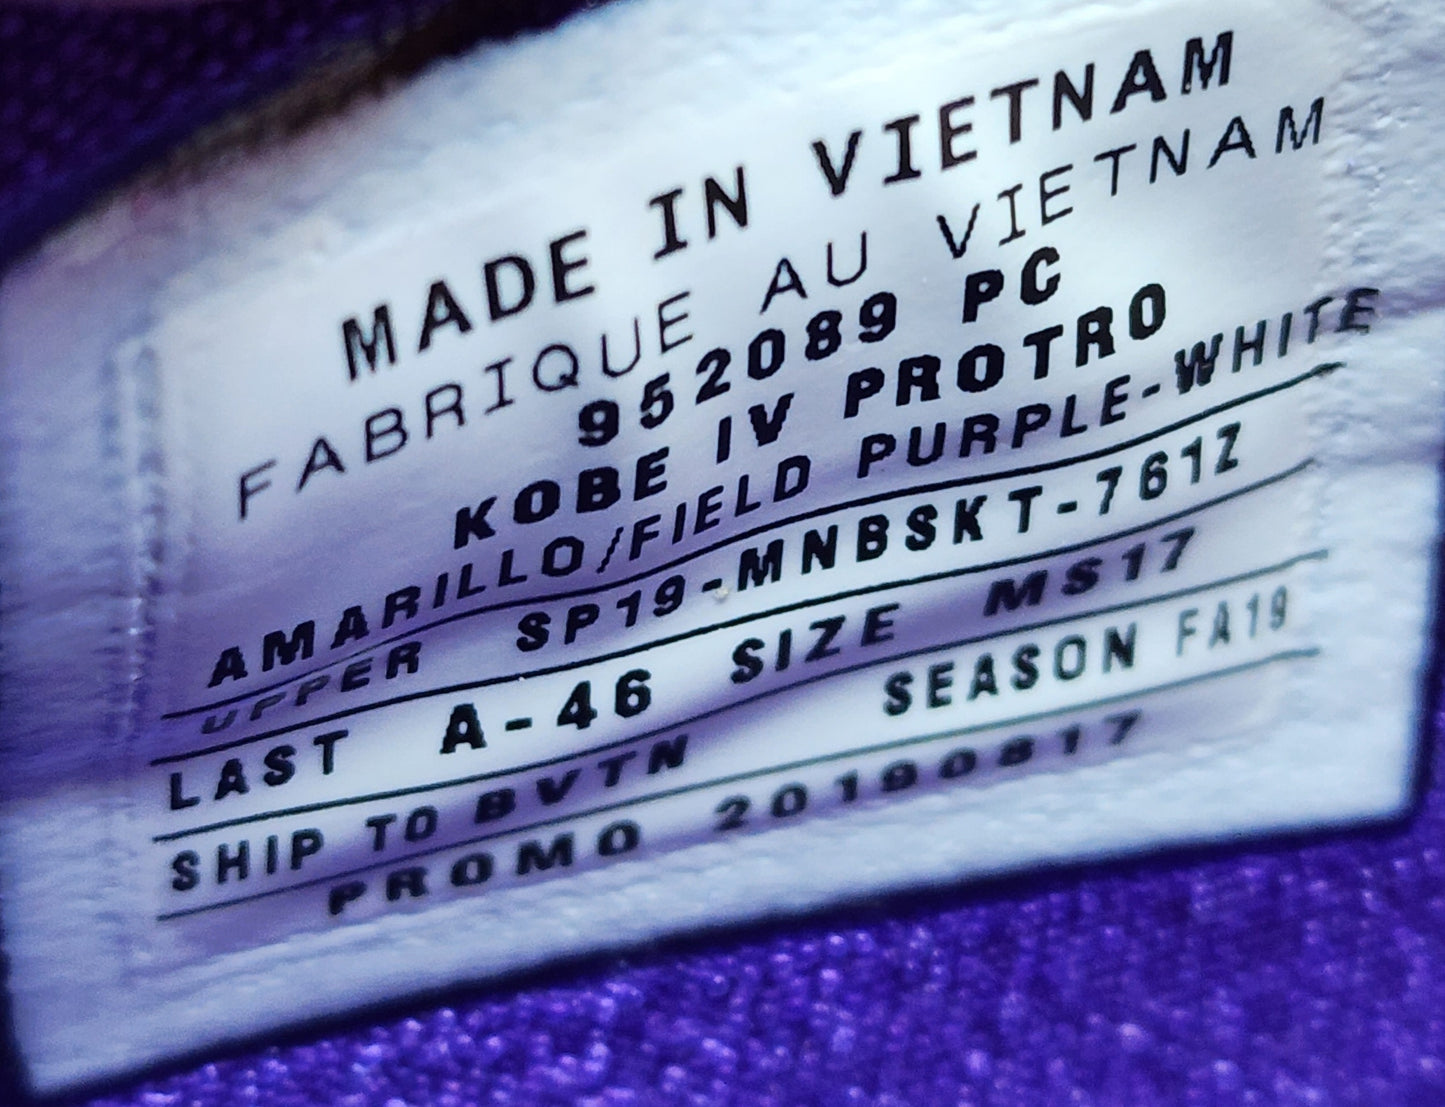 MADE IN VIETNAM
FABRIQUE AU VIETNAM
952089 PC
KOBE IV PROTRO
AMARILLO/FIELD PURPLE-WHITE
UPPER SP19-MNBSKT-761Z
LAST A-46 SIZE MS17
SHIP TO BVTN SEASON FA19
PROMO 20190817